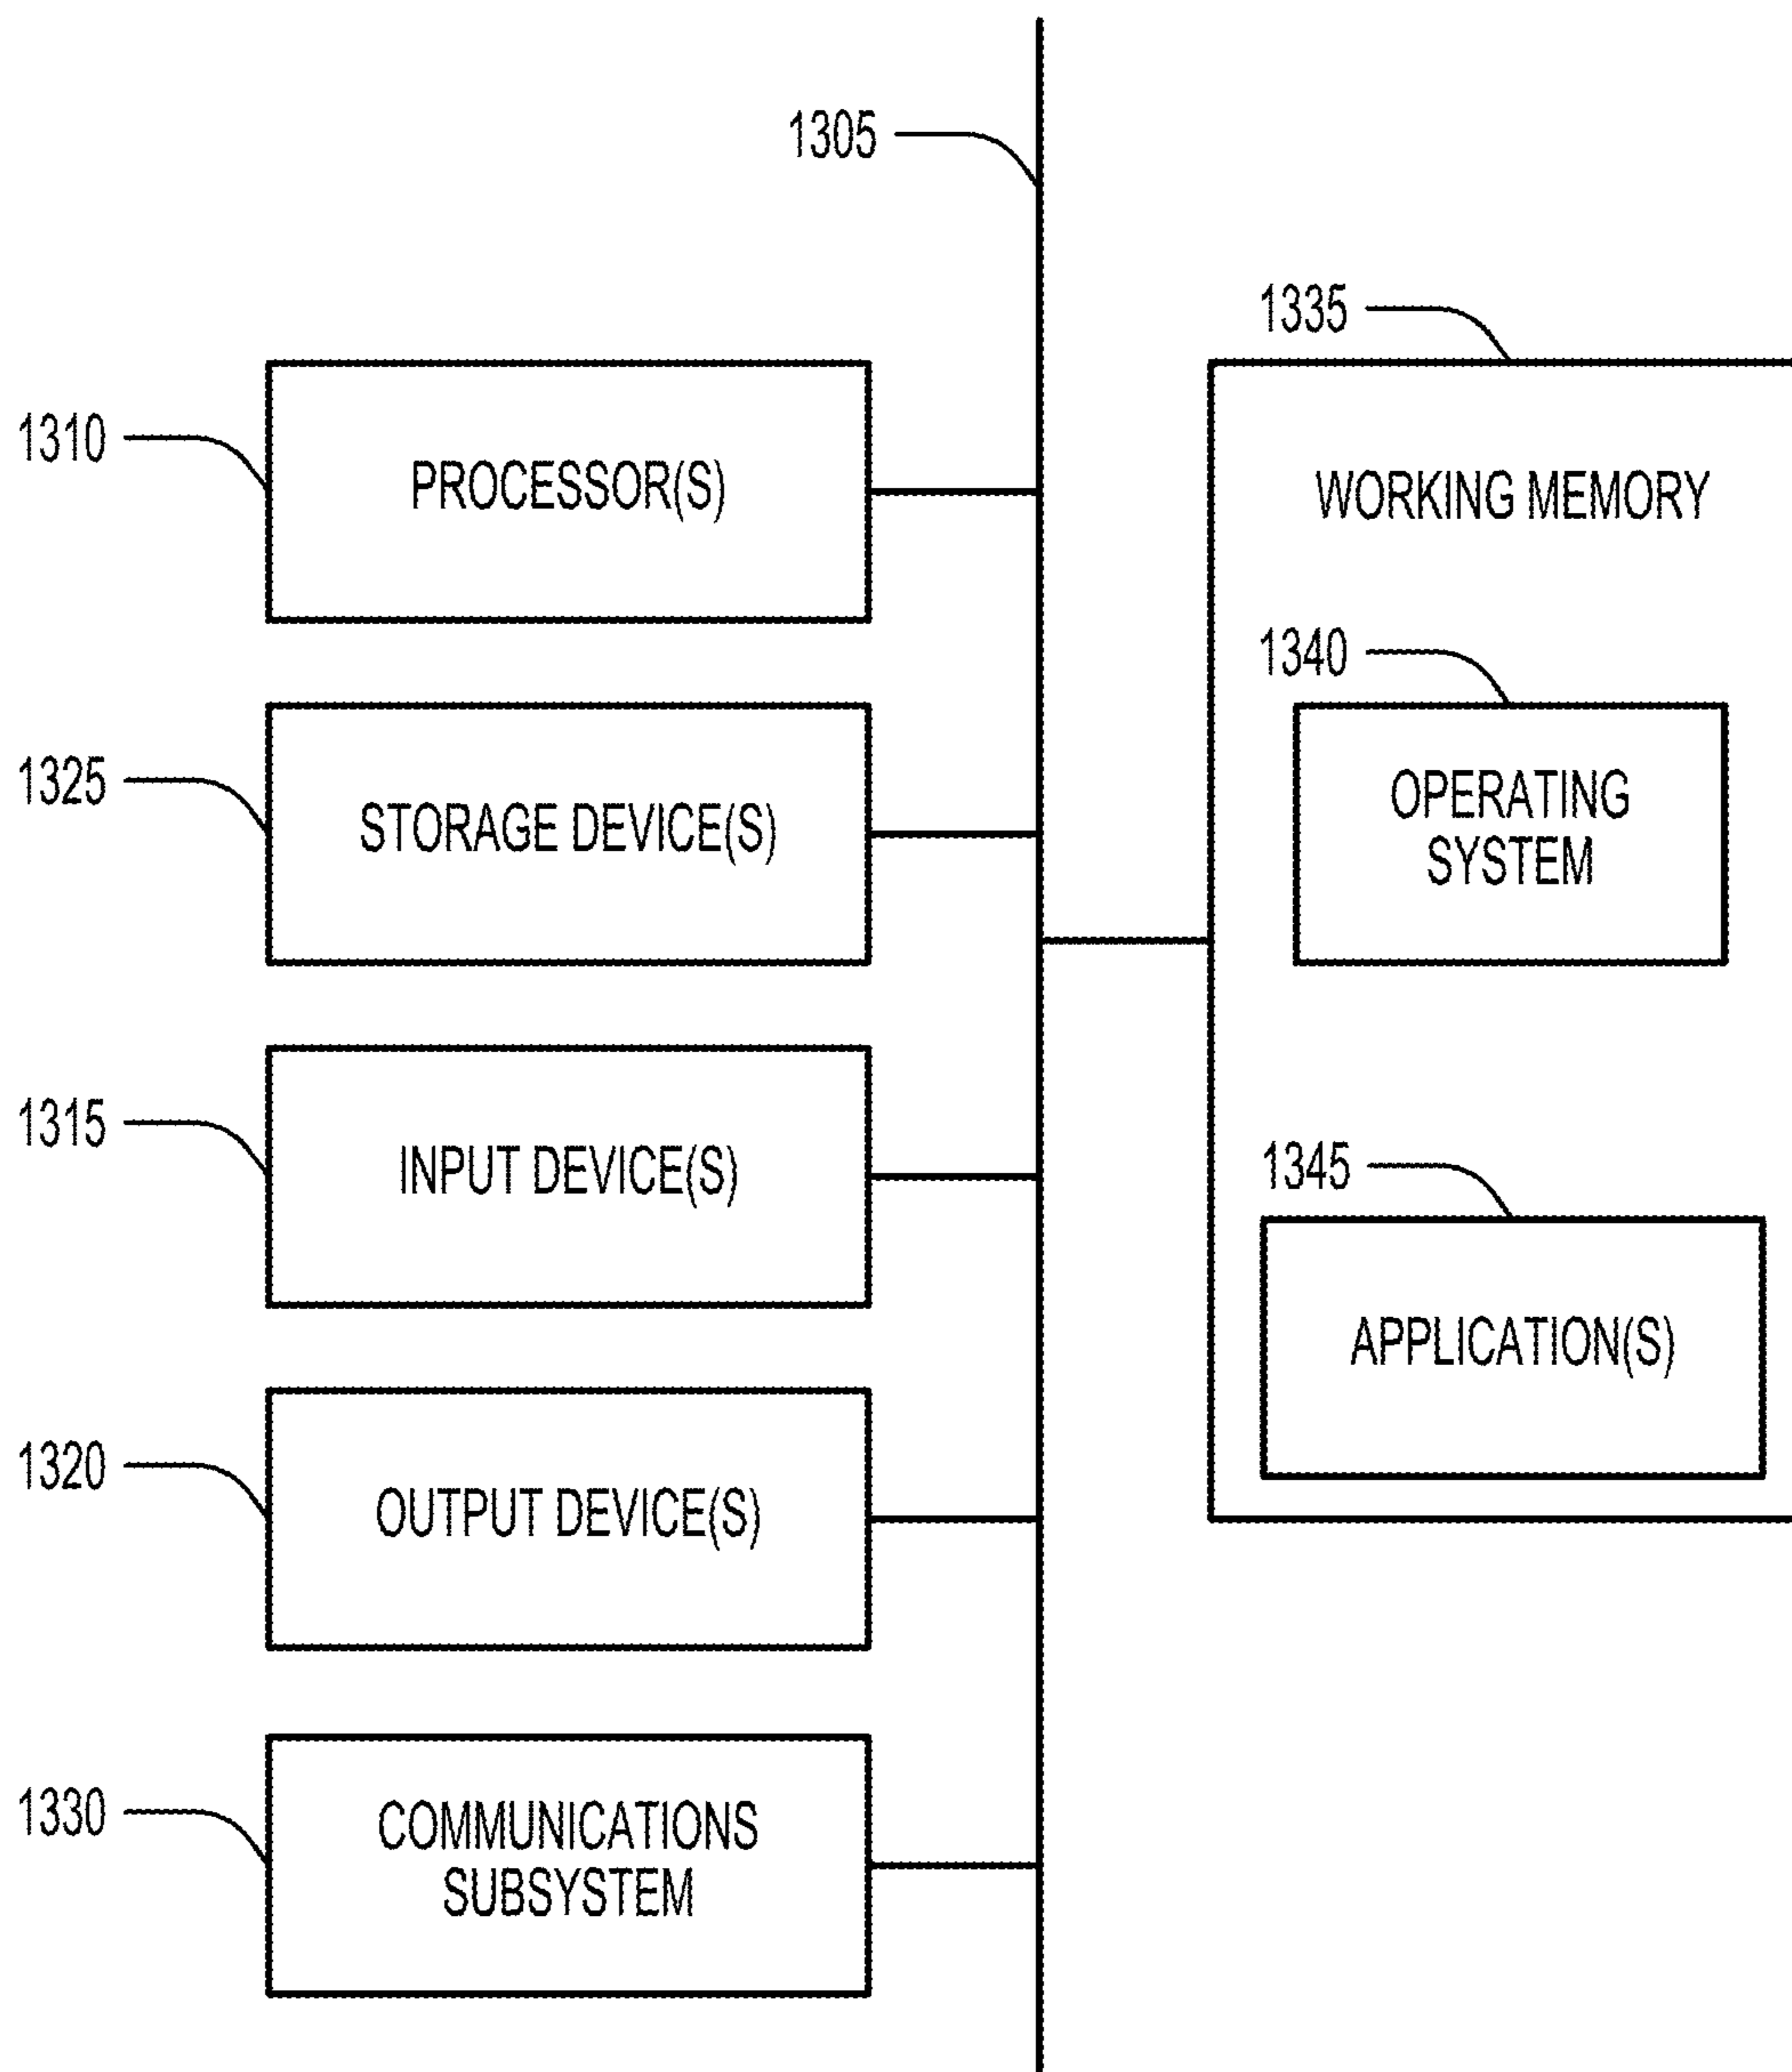 1305
1310
PROCESSOR(S)
1325
STORAGE DEVICE(S)
1315
INPUT DEVICE(S)
1320
OUTPUT DEVICE(S)
1330
COMMUNICATIONS
SUBSYSTEM
1335
WORKING MEMORY
1340
OPERATING
SYSTEM
1345
APPLICATION(S)